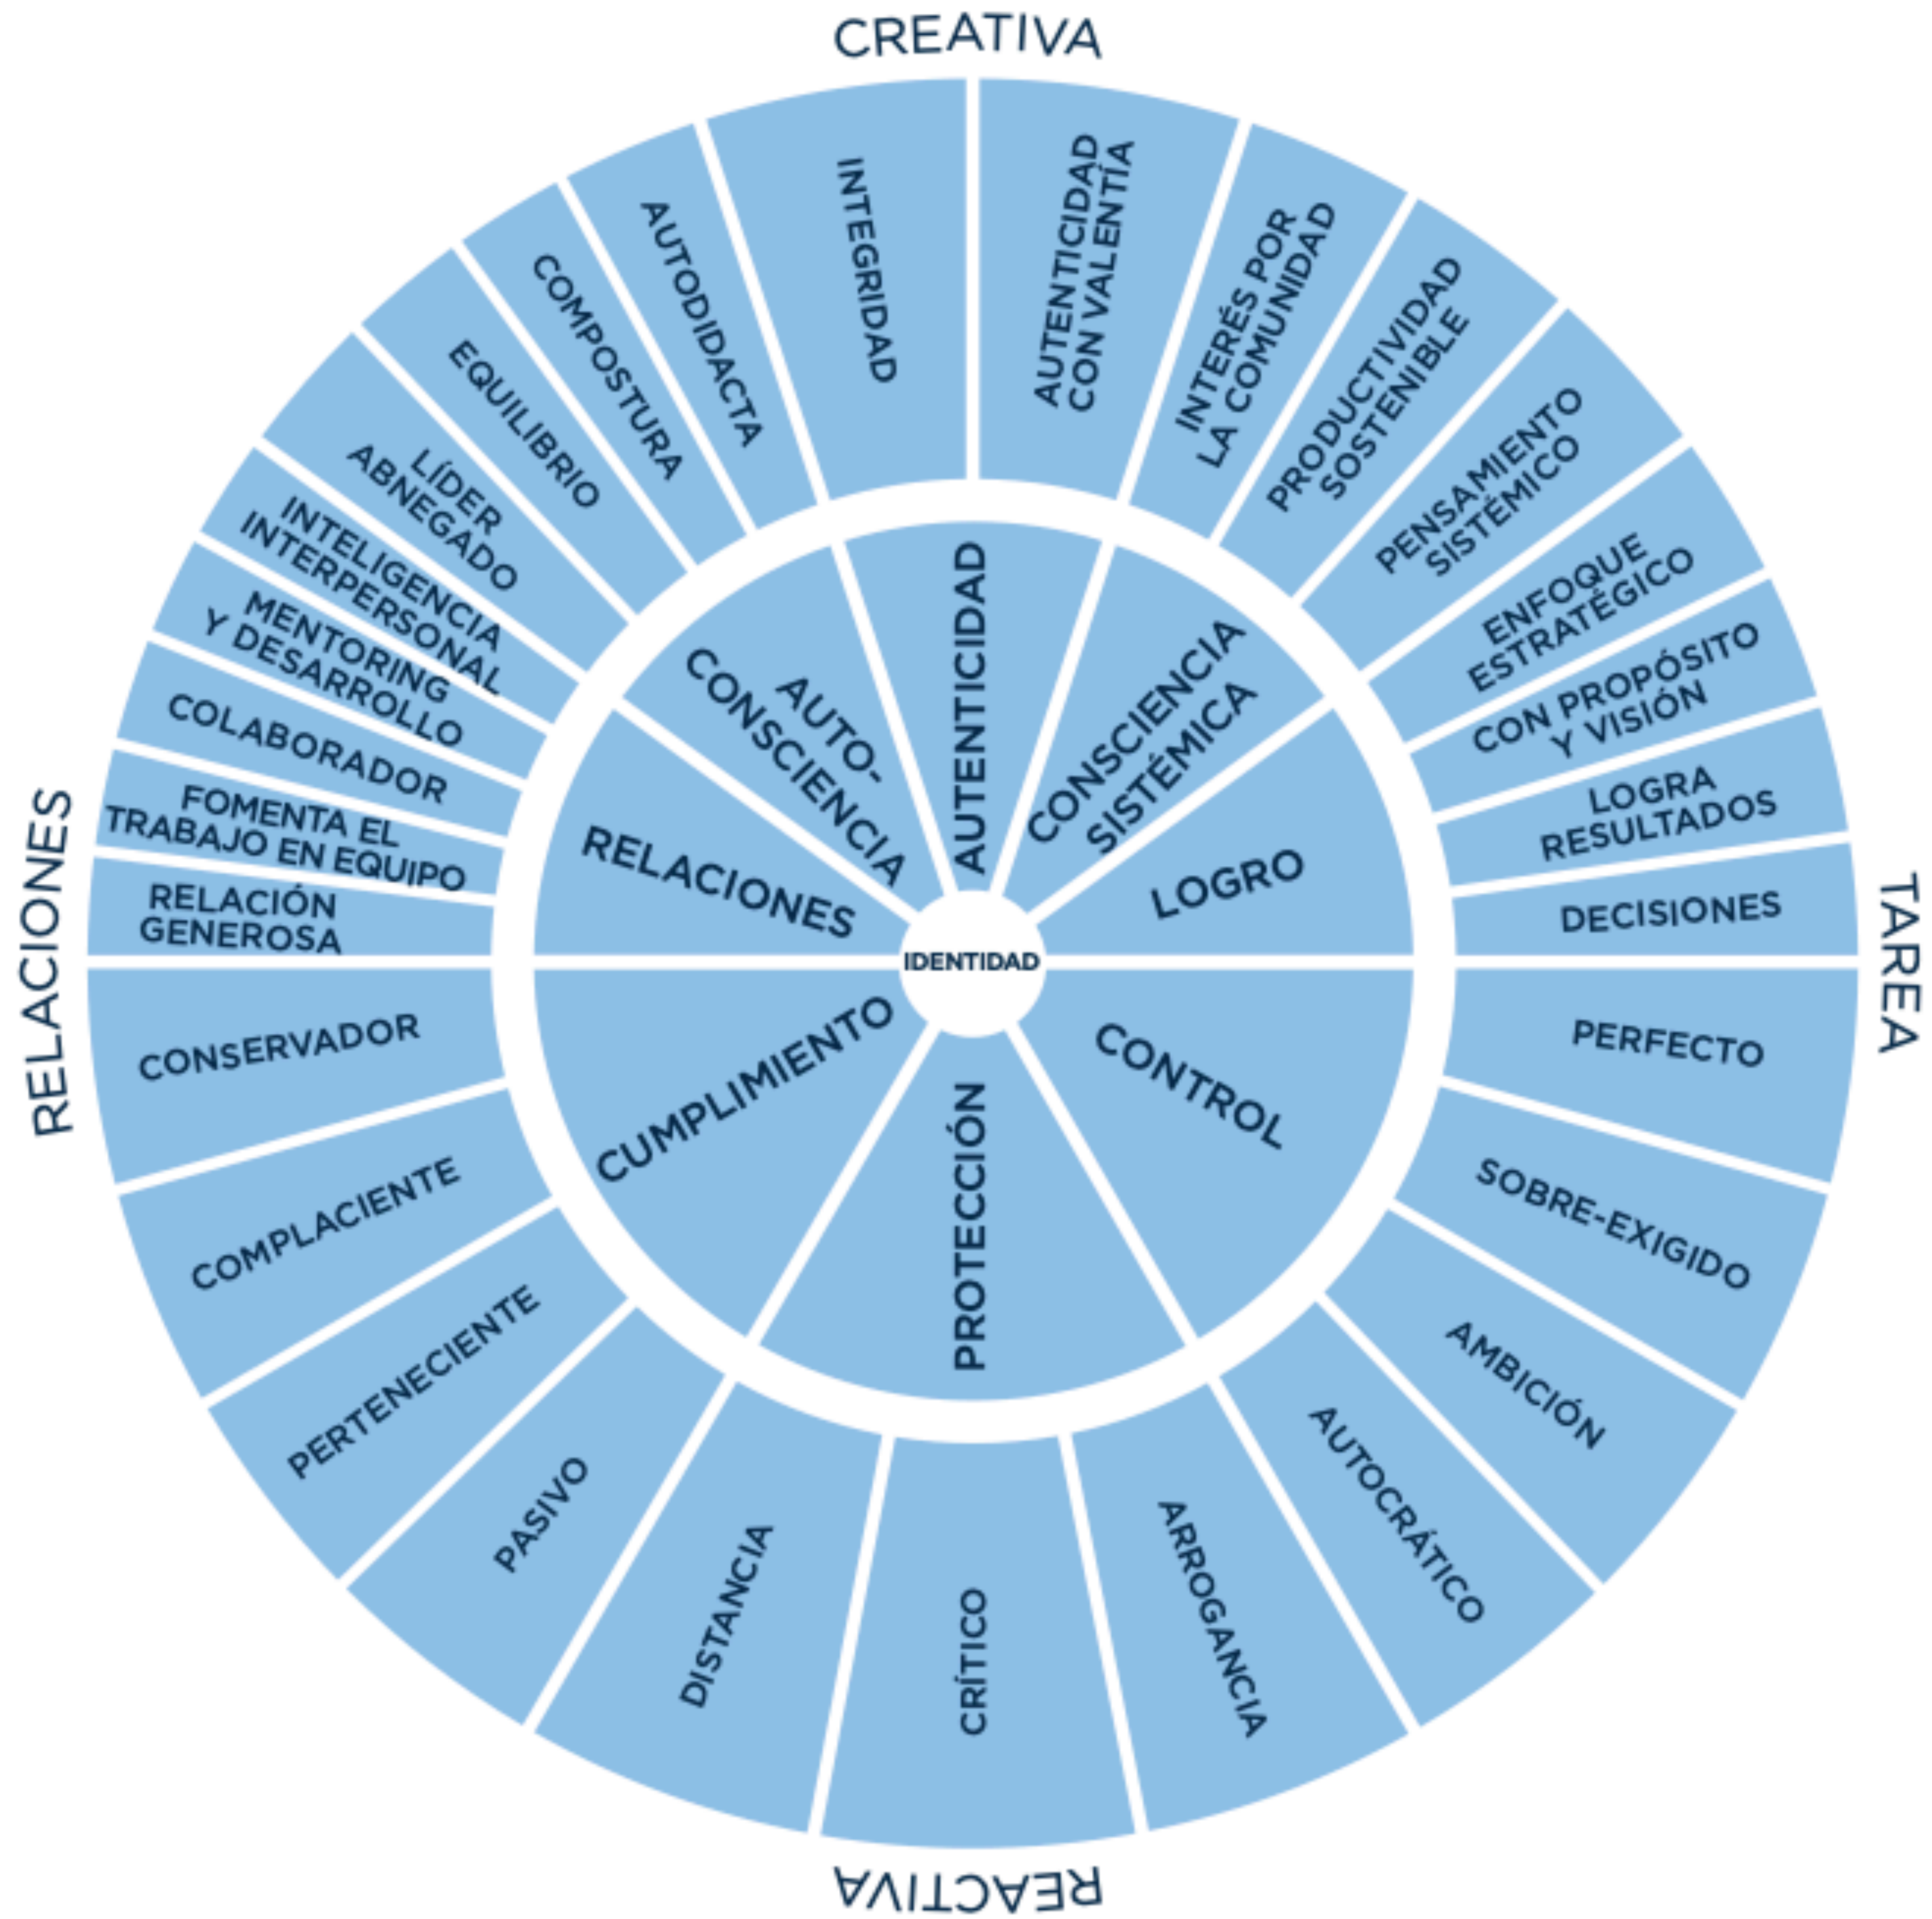 CREATIVA
INTEGRIDAD
AUTENTICIDAD
CON VALENTÍA
INTERÉS POR
LA COMUNIDAD
PRODUCTIVIDAD
SOSTENIBLE
PENSAMIENTO
SISTÉMICO
ENFOQUE
ESTRATÉGICO
CON PROPÓSITO
Y VISIÓN
LOGRA
RESULTADOS
DECISIONES
TAREA
PERFECTO
SOBRE-EXIGIDO
AMBICIÓN
AUTOCRÁTICO
ARROGANCIA
CRÍTICO
DISTANCIA
PASIVO
PERTENECIENTE
COMPLACIENTE
CONSERVADOR
RELACIONES
RELACIÓN
GENEROSA
FOMENTA EL
TRABAJO EN EQUIPO
COLABORADOR
MENTORING
Y DESARROLLO
INTELIGENCIA
INTERPERSONAL
LÍDER
ABNEGADO
EQUILIBRIO
COMPOSTURA
AUTODIDACTA
AUTENTICIDAD
CONSCIENCIA
SISTÉMICA
LOGRO
CONTROL
PROTECCIÓN
CUMPLIMIENTO
RELACIONES
AUTO-
CONSCIENCIA
IDENTIDAD
REACTIVA